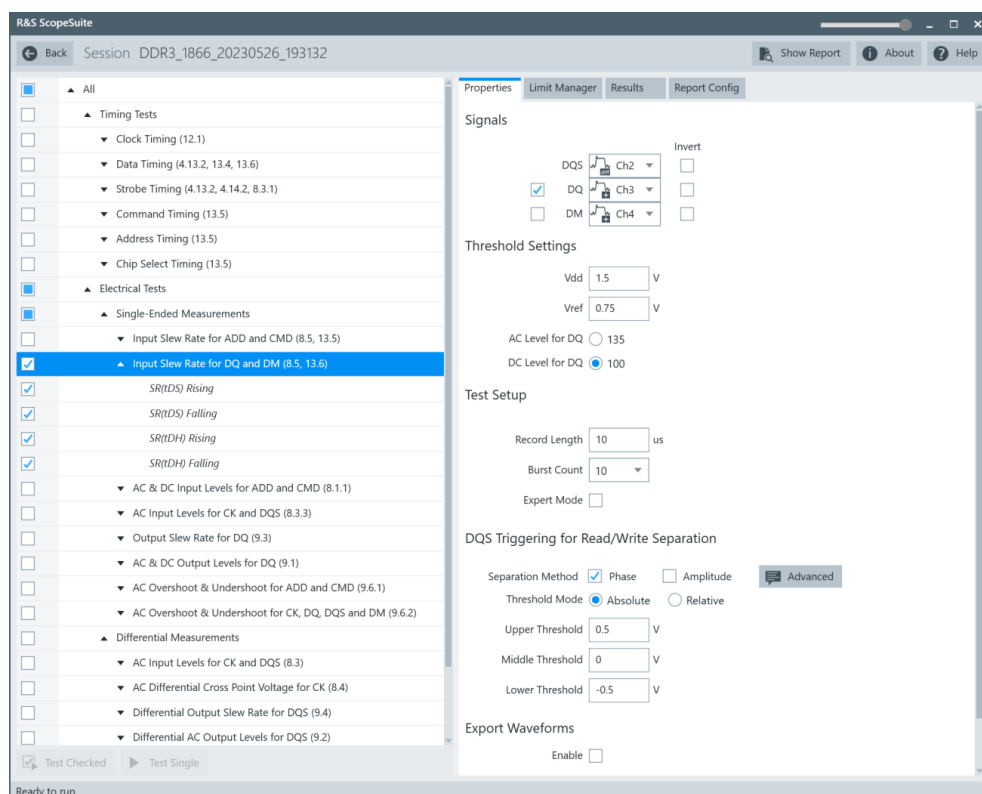 R&S ScopeSuite
Back Session DDR3_1866_20230526_193132 Show Report About Help
All
Timing Tests
Clock Timing (12.1)
Data Timing (4.13.2, 13.4, 13.6)
Strobe Timing (4.13.2, 4.14.2, 8.3.1)
Command Timing (13.5)
Address Timing (13.5)
Chip Select Timing (13.5)
Electrical Tests
Single-Ended Measurements
Input Slew Rate for ADD and CMD (8.5, 13.5)
Input Slew Rate for DQ and DM (8.5, 13.6)
SR(tDS) Rising
SR(tDS) Falling
SR(tDH) Rising
SR(tDH) Falling
AC & DC Input Levels for ADD and CMD (8.1.1)
AC Input Levels for CK and DQS (8.3.3)
Output Slew Rate for DQ (9.3)
AC & DC Output Levels for DQ (9.1)
AC Overshoot & Undershoot for ADD and CMD (9.6.1)
AC Overshoot & Undershoot for CK, DQ, DQS and DM (9.6.2)
Differential Measurements
AC Input Levels for CK and DQS (8.3)
AC Differential Cross Point Voltage for CK (8.4)
Differential Output Slew Rate for DQS (9.4)
Differential AC Output Levels for DQS (9.2)
Test Checked Test Single
Properties Limit Manager Results Report Config
Signals
Invert
DQS Ch2
DQ Ch3
DM Ch4
Threshold Settings
Vdd 1.5 V
Vref 0.75 V
AC Level for DQ 135
DC Level for DQ 100
Test Setup
Record Length 10 us
Burst Count 10
Expert Mode
DQS Triggering for Read/Write Separation
Separation Method Phase Amplitude Advanced
Threshold Mode Absolute Relative
Upper Threshold 0.5 V
Middle Threshold 0 V
Lower Threshold -0.5 V
Export Waveforms
Enable
Ready to run